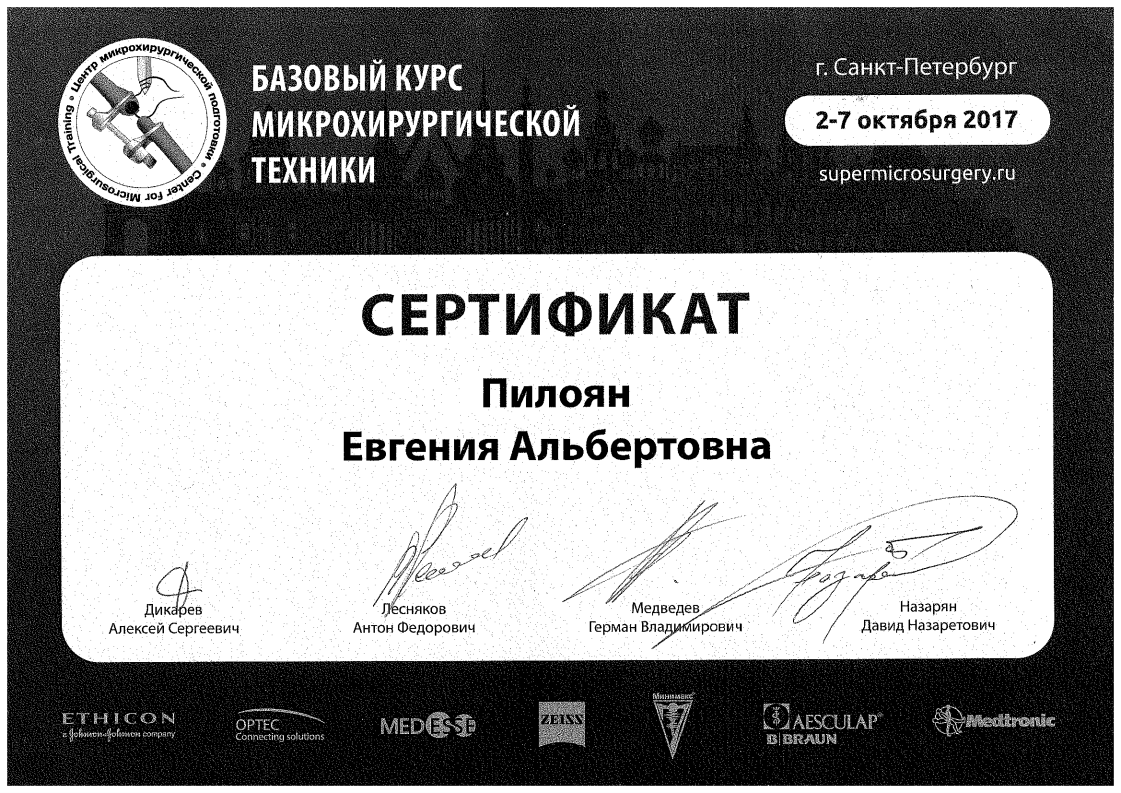 Центр микрохирургической подготовки • Center For Microsurgical Training •
БАЗОВЫЙ КУРС
МИКРОХИРУРГИЧЕСКОЙ
ТЕХНИКИ
г. Санкт-Петербург
2-7 октября 2017
supermicrosurgery.ru
СЕРТИФИКАТ
Пилоян
Евгения Альбертовна
Дикарев
Алексей Сергеевич
Лесняков
Антон Федорович
Медведев
Герман Владимирович
Назарян
Давид Назаретович
ETHICON
a Johnson+Johnson company
OPTEC
Connecting solutions
MEDESSE
ZEISS
Минимакс
AESCULAP®
B|BRAUN
Medtronic